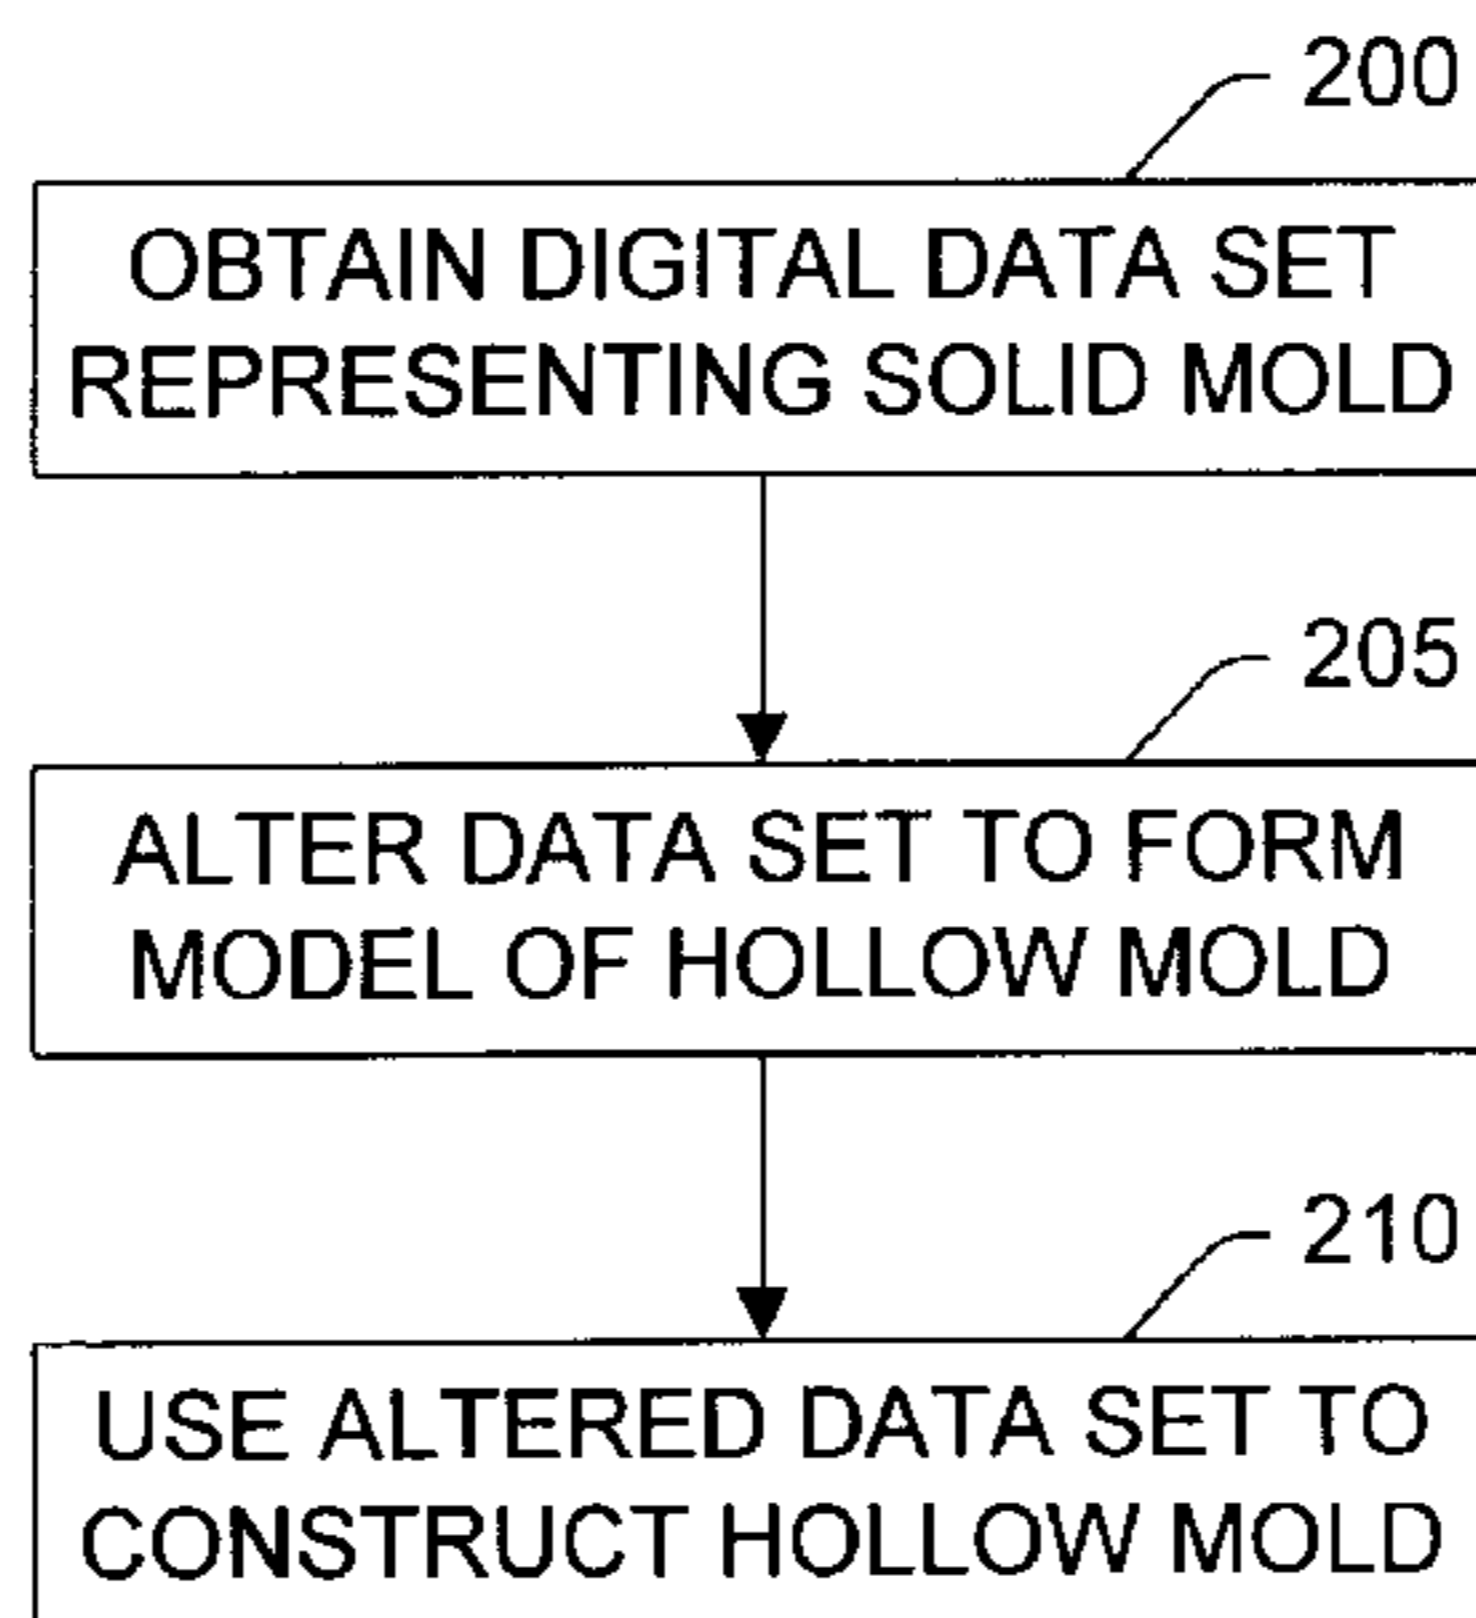 200
OBTAIN DIGITAL DATA SET
REPRESENTING SOLID MOLD
205
ALTER DATA SET TO FORM
MODEL OF HOLLOW MOLD
210
USE ALTERED DATA SET TO
CONSTRUCT HOLLOW MOLD